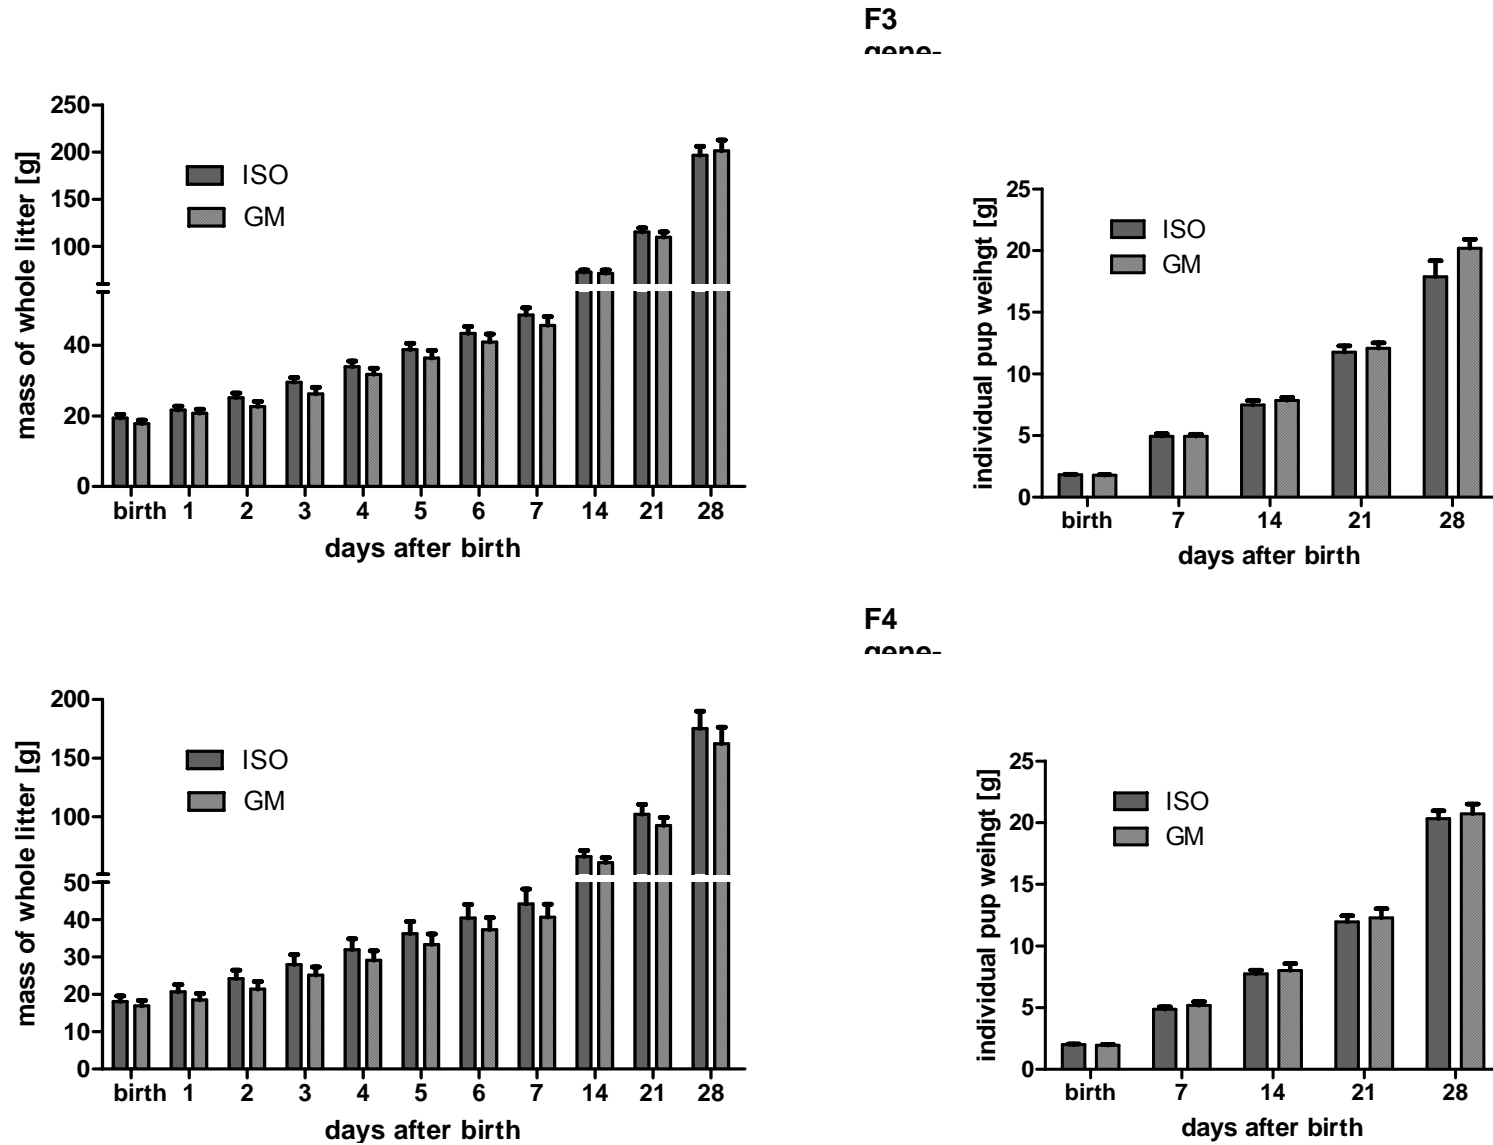 F3
gene-
mass of whole litter [g]
250
200
150
100
40
20
0
ISO
GM
birth 1 2 3 4 5 6 7 14 21 28
days after birth
individual pup weihgt [g]
25
20
15
10
5
0
ISO
GM
birth 7 14 21 28
days after birth
F4
gene-
mass of whole litter [g]
200
150
100
50
40
30
20
10
0
ISO
GM
birth 1 2 3 4 5 6 7 14 21 28
days after birth
individual pup weihgt [g]
25
20
15
10
5
0
ISO
GM
birth 7 14 21 28
days after birth